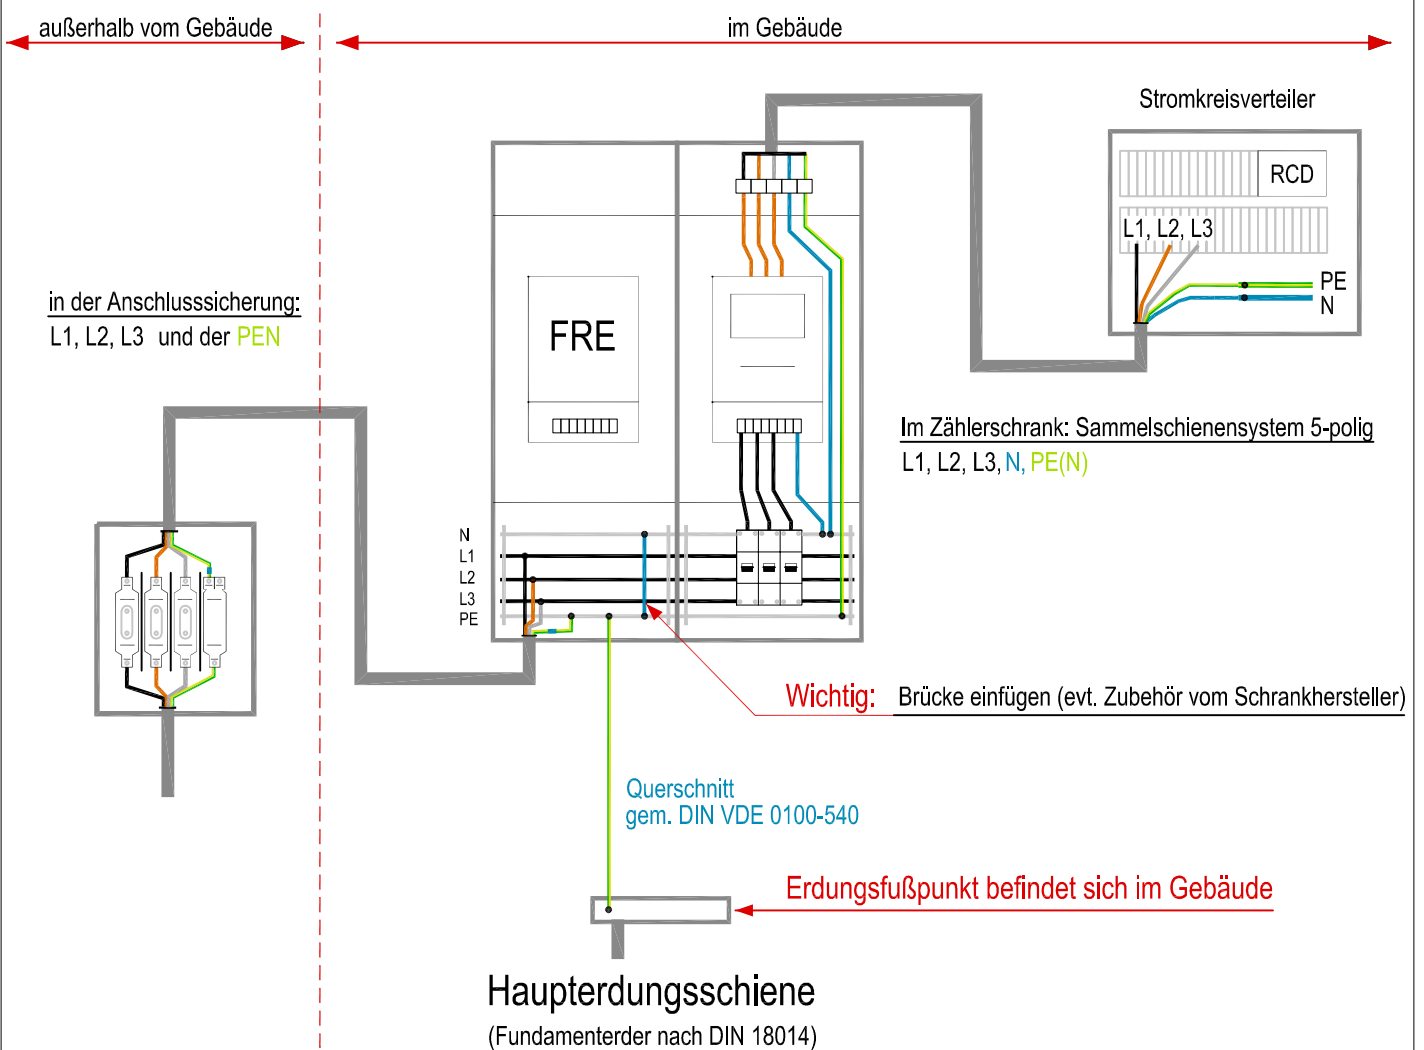 außerhalb vom Gebäude
im Gebäude
Stromkreisverteiler
RCD
L1, L2, L3
PE
N
in der Anschlusssicherung:
L1, L2, L3 und der PEN
FRE
Im Zählerschrank: Sammelschienensystem 5-polig
L1, L2, L3, N, PE(N)
N
L1
L2
L3
PE
Wichtig: Brücke einfügen (evt. Zubehör vom Schrankhersteller)
Querschnitt
gem. DIN VDE 0100-540
Erdungsfußpunkt befindet sich im Gebäude
Haupterdungsschiene
(Fundamenterder nach DIN 18014)